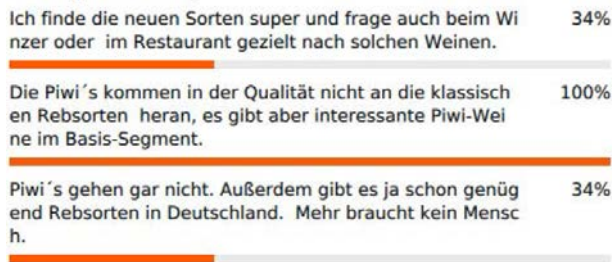 Ich finde die neuen Sorten super und frage auch beim Wi 34%
nzer oder  im Restaurant gezielt nach solchen Weinen.
Die Piwi´s kommen in der Qualität nicht an die klassisch 100%
en Rebsorten  heran, es gibt aber interessante Piwi-Wei
ne im Basis-Segment.
Piwi´s gehen gar nicht. Außerdem gibt es ja schon genüg 34%
end Rebsorten in Deutschland.  Mehr braucht kein Mensc
h.